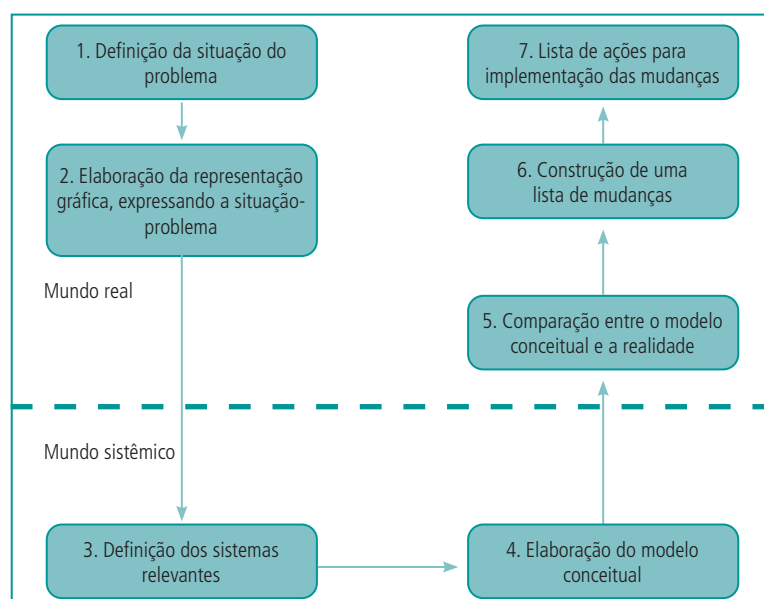 1. Definição da situação do
problema
2. Elaboração da representação
gráfica, expressando a situação-
problema
Mundo real
Mundo sistêmico
3. Definição dos sistemas
relevantes
4. Elaboração do modelo
conceitual
5. Comparação entre o modelo
conceitual e a realidade
6. Construção de uma
lista de mudanças
7. Lista de ações para
implementação das mudanças